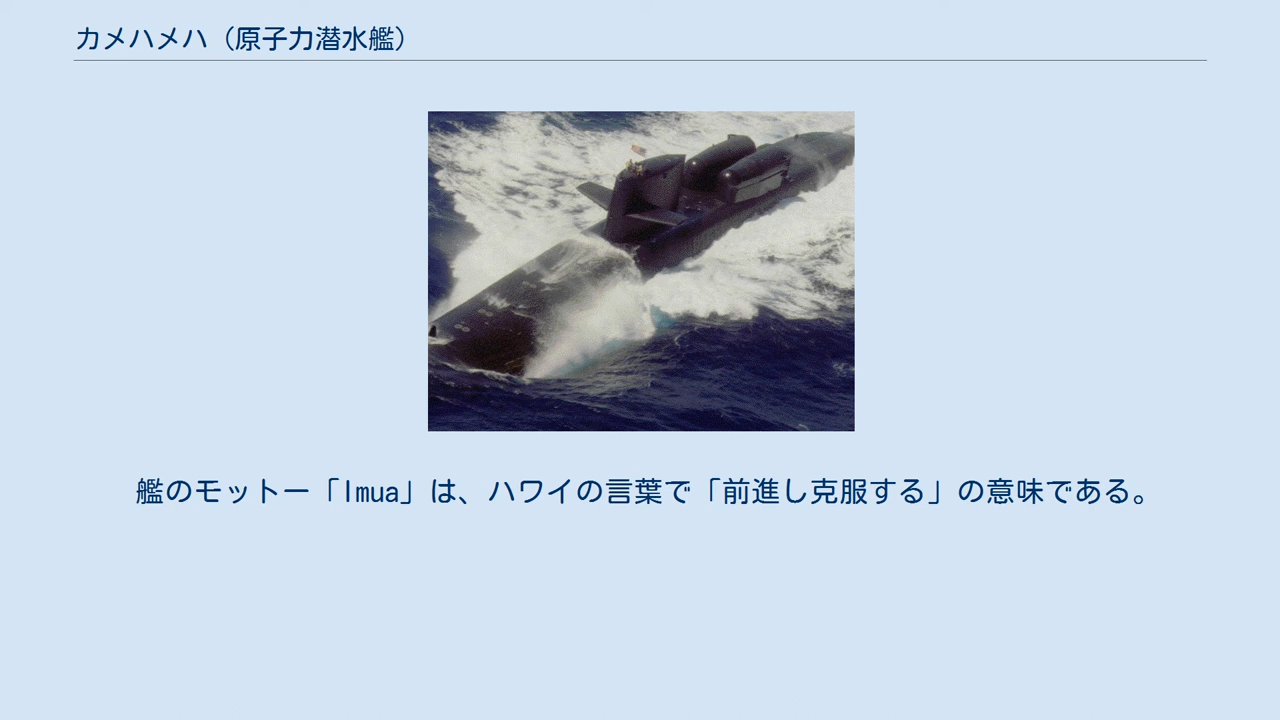 カメハメハ（原子力潜水艦）
艦のモットー「Imua」は、ハワイの言葉で「前進し克服する」の意味である。